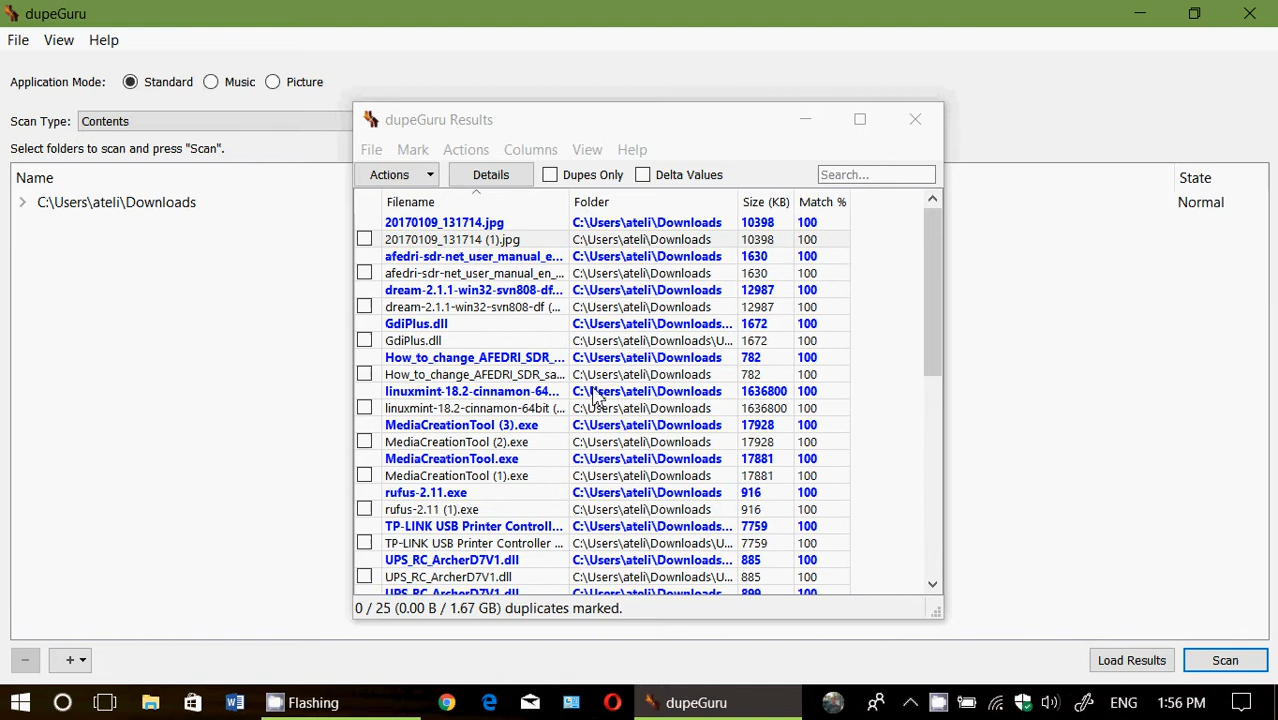 dupeGuru
File View Help
Application Mode: Standard Music Picture
Scan Type: Contents
Select folders to scan and press "Scan".
Name State
C:\Users\ateli\Downloads Normal
dupeGuru Results
File Mark Actions Columns View Help
Actions Details Dupes Only Delta Values Search...
Filename Folder Size (KB) Match %
20170109_131714.jpg C:\Users\ateli\Downloads 10398 100
20170109_131714 (1).jpg C:\Users\ateli\Downloads 10398 100
afedri-sdr-net_user_manual_e... C:\Users\ateli\Downloads 1630 100
afedri-sdr-net_user_manual_en_... C:\Users\ateli\Downloads 1630 100
dream-2.1.1-win32-svn808-df... C:\Users\ateli\Downloads 12987 100
dream-2.1.1-win32-svn808-df (... C:\Users\ateli\Downloads 12987 100
GdiPlus.dll C:\Users\ateli\Downloads... 1672 100
GdiPlus.dll C:\Users\ateli\Downloads\U... 1672 100
How_to_change_AFEDRI_SDR_... C:\Users\ateli\Downloads 782 100
How_to_change_AFEDRI_SDR_sa... C:\Users\ateli\Downloads 782 100
linuxmint-18.2-cinnamon-64... C:\Users\ateli\Downloads 1636800 100
linuxmint-18.2-cinnamon-64bit (... C:\Users\ateli\Downloads 1636800 100
MediaCreationTool (3).exe C:\Users\ateli\Downloads 17928 100
MediaCreationTool (2).exe C:\Users\ateli\Downloads 17928 100
MediaCreationTool.exe C:\Users\ateli\Downloads 17881 100
MediaCreationTool (1).exe C:\Users\ateli\Downloads 17881 100
rufus-2.11.exe C:\Users\ateli\Downloads 916 100
rufus-2.11 (1).exe C:\Users\ateli\Downloads 916 100
TP-LINK USB Printer Controll... C:\Users\ateli\Downloads... 7759 100
TP-LINK USB Printer Controller ... C:\Users\ateli\Downloads\U... 7759 100
UPS_RC_ArcherD7V1.dll C:\Users\ateli\Downloads... 885 100
UPS_RC_ArcherD7V1.dll C:\Users\ateli\Downloads\U... 885 100
0 / 25 (0.00 B / 1.67 GB) duplicates marked.
Load Results Scan
Flashing dupeGuru ENG 1:56 PM